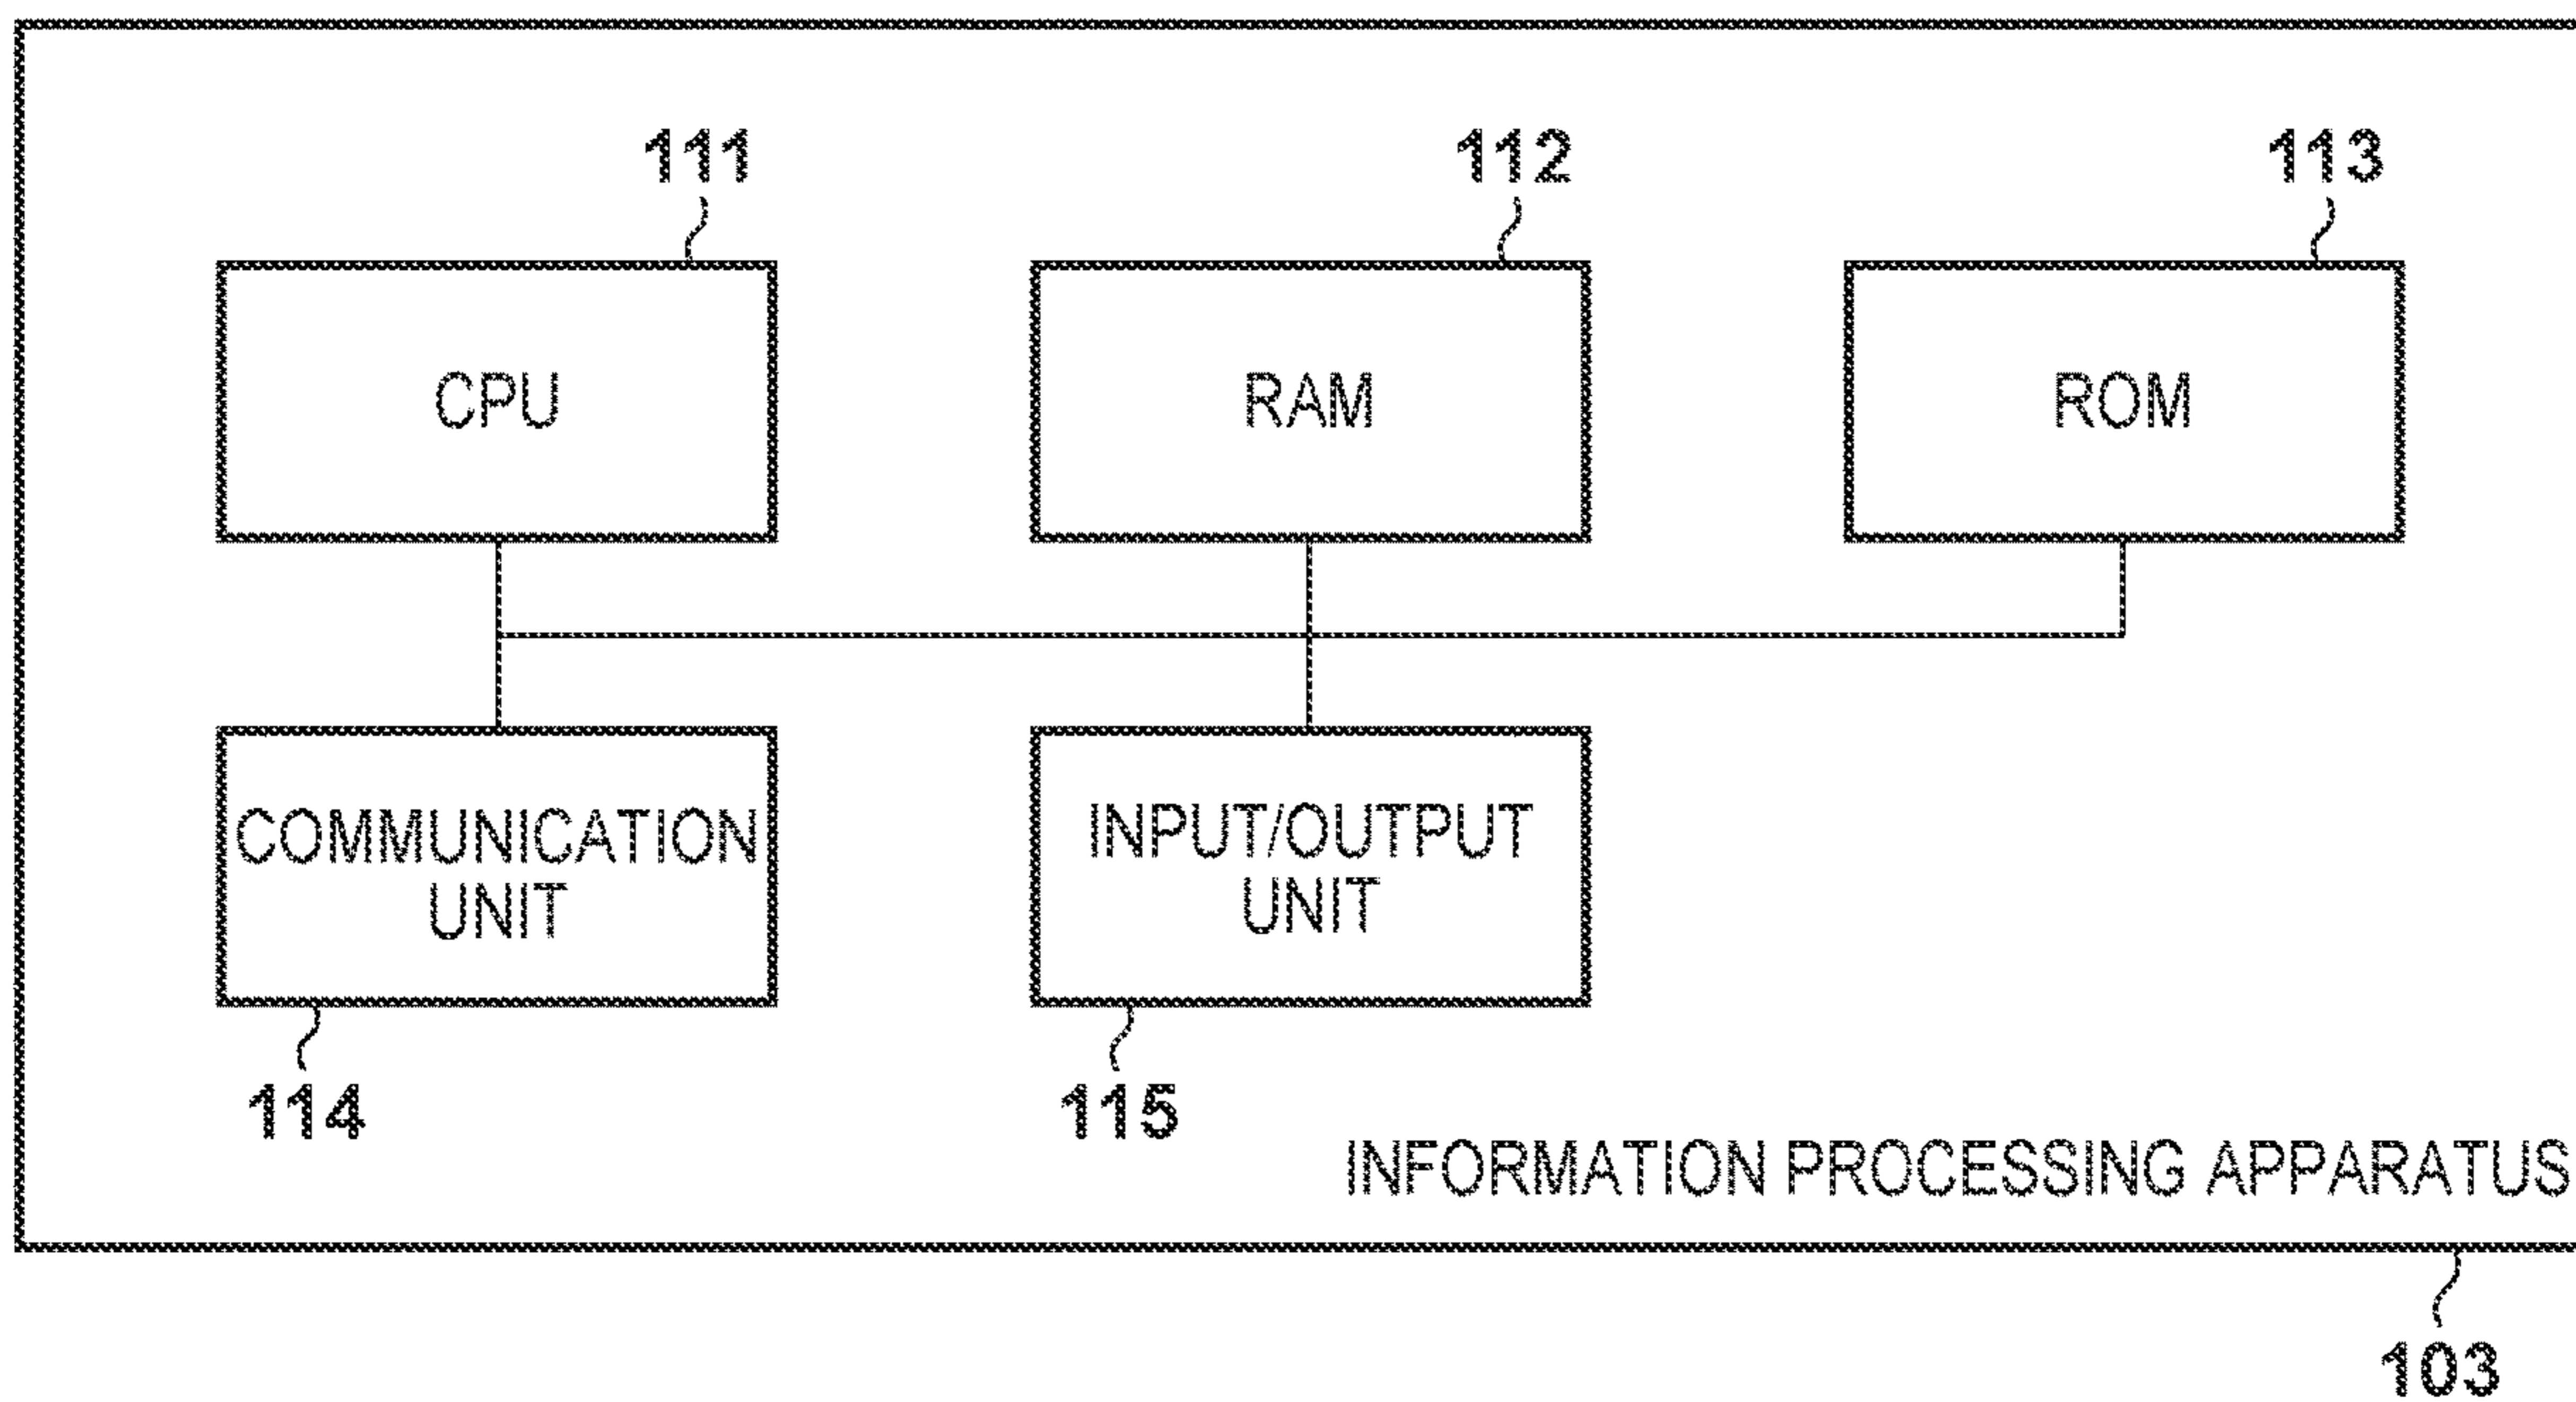 111
112
113
CPU
RAM
ROM
COMMUNICATION
UNIT
INPUT/OUTPUT
UNIT
114
115
INFORMATION PROCESSING APPARATUS
103